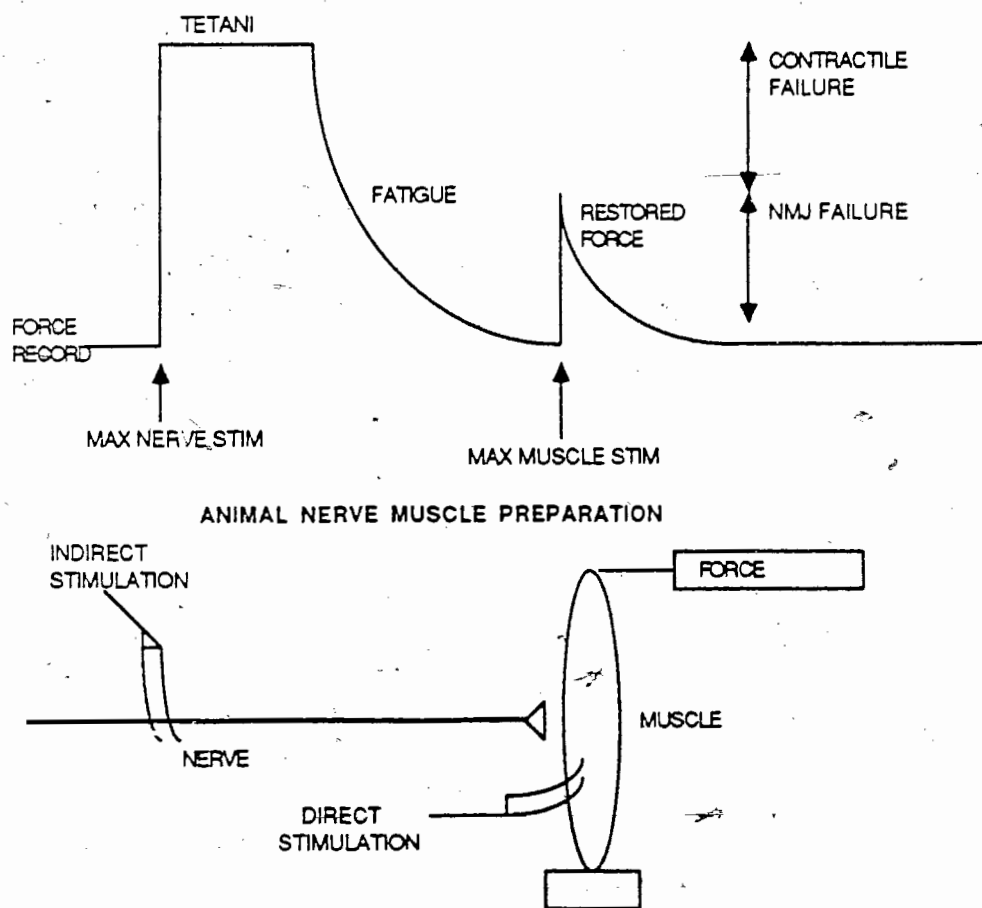 TETANI
CONTRACTILE
FAILURE
FATIGUE
RESTORED
FORCE
NMJ FAILURE
FORCE
RECORD
MAX NERVE STIM
MAX MUSCLE STIM
ANIMAL NERVE MUSCLE PREPARATION
INDIRECT
STIMULATION
FORCE
MUSCLE
NERVE
DIRECT
STIMULATION